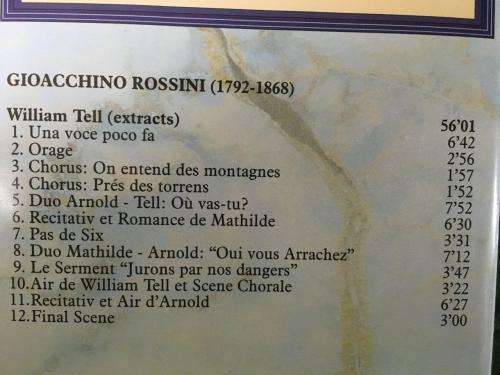 GIOACCHINO ROSSINI (1792-1868)
William Tell (extracts) 56'01
1. Una voce poco fa 6'42
2. Orage 2'56
3. Chorus: On entend des montagnes 1'57
4. Chorus: Prés des torrens 1'52
5. Duo Arnold - Tell: Où vas-tu? 7'52
6. Recitativ et Romance de Mathilde 6'30
7. Pas de Six 3'31
8. Duo Mathilde - Arnold: “Oui vous Arrachez” 7'12
9. Le Serment “Jurons par nos dangers” 3'47
10.Air de William Tell et Scene Chorale 3'22
11.Recitativ et Air d'Arnold 6'27
12.Final Scene 3'00